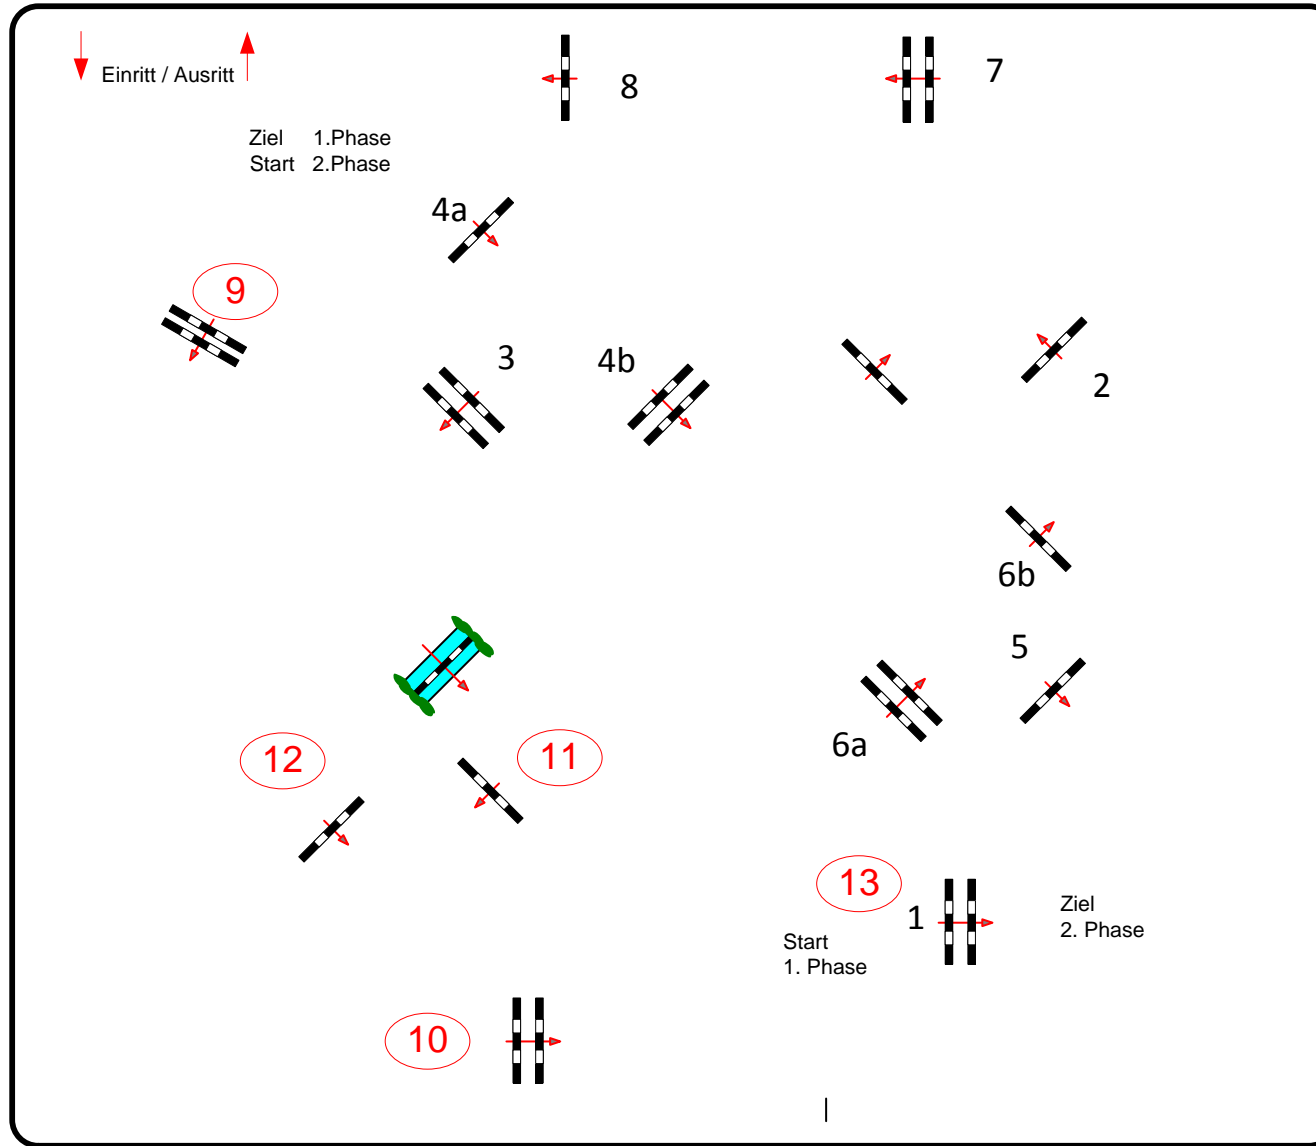 Einritt / Ausritt
8
7
Ziel 1.Phase
Start 2.Phase
4a
9
3
4b
2
6b
5
12
11
6a
13
1
Ziel
2. Phase
Start
1. Phase
10